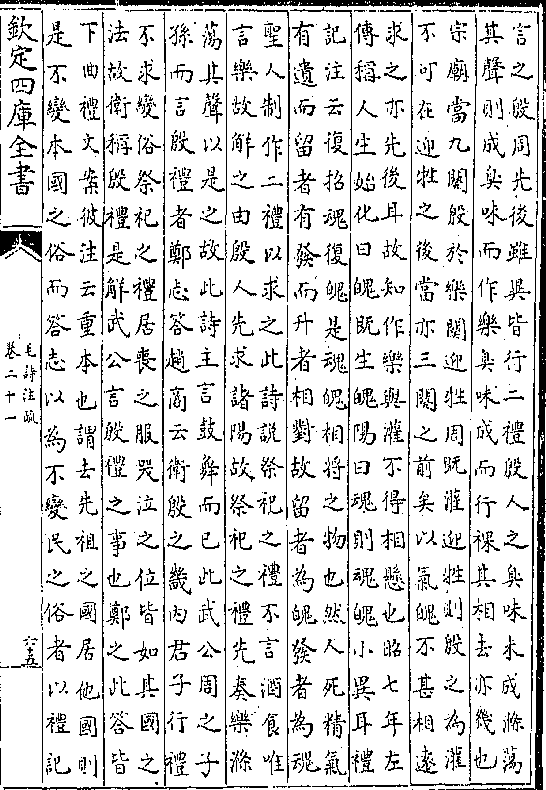 言之殷周先後雖異皆行二禮殷人之臭味未成滌蕩
其聲則成臭味而作樂臭味成而行祼其相去亦幾也
宗廟當九闋殷於樂闋迎牲周既灌迎牲則殷之為灌
不可在迎牲之後當亦三闋之前矣以氣魄不甚相逺
求之亦先後耳故知作樂與灌不得相懸也昭七年左
傳稱人生始化曰魄既生魄陽曰魂則魂魄小異耳禮
記注云復招魂復魄是魂魄相將之物也然人死精氣
有遺而留者有發而升者相對故留者為魄發者為魂
聖人制作二禮以求之此詩說祭祀之禮不言酒食唯
言樂故解之由殷人先求諸陽故祭祀之禮先奏樂滌
蕩其聲以是之故此詩主言鼓舞而已此武公周之子
孫而言殷禮者鄭志答趙商云衛殷之畿内君子行禮
不求變俗祭祀之禮居喪之服哭泣之位皆如其國之
法故衛稱殷禮是解武公言殷禮之事也鄭之此答皆
下曲禮文案彼注云重本也謂去先祖之國居他國則
是不變本國之俗而答志以為不變民之俗者以禮記
欽定四庫全書
毛詩注疏
卷二十一
六五